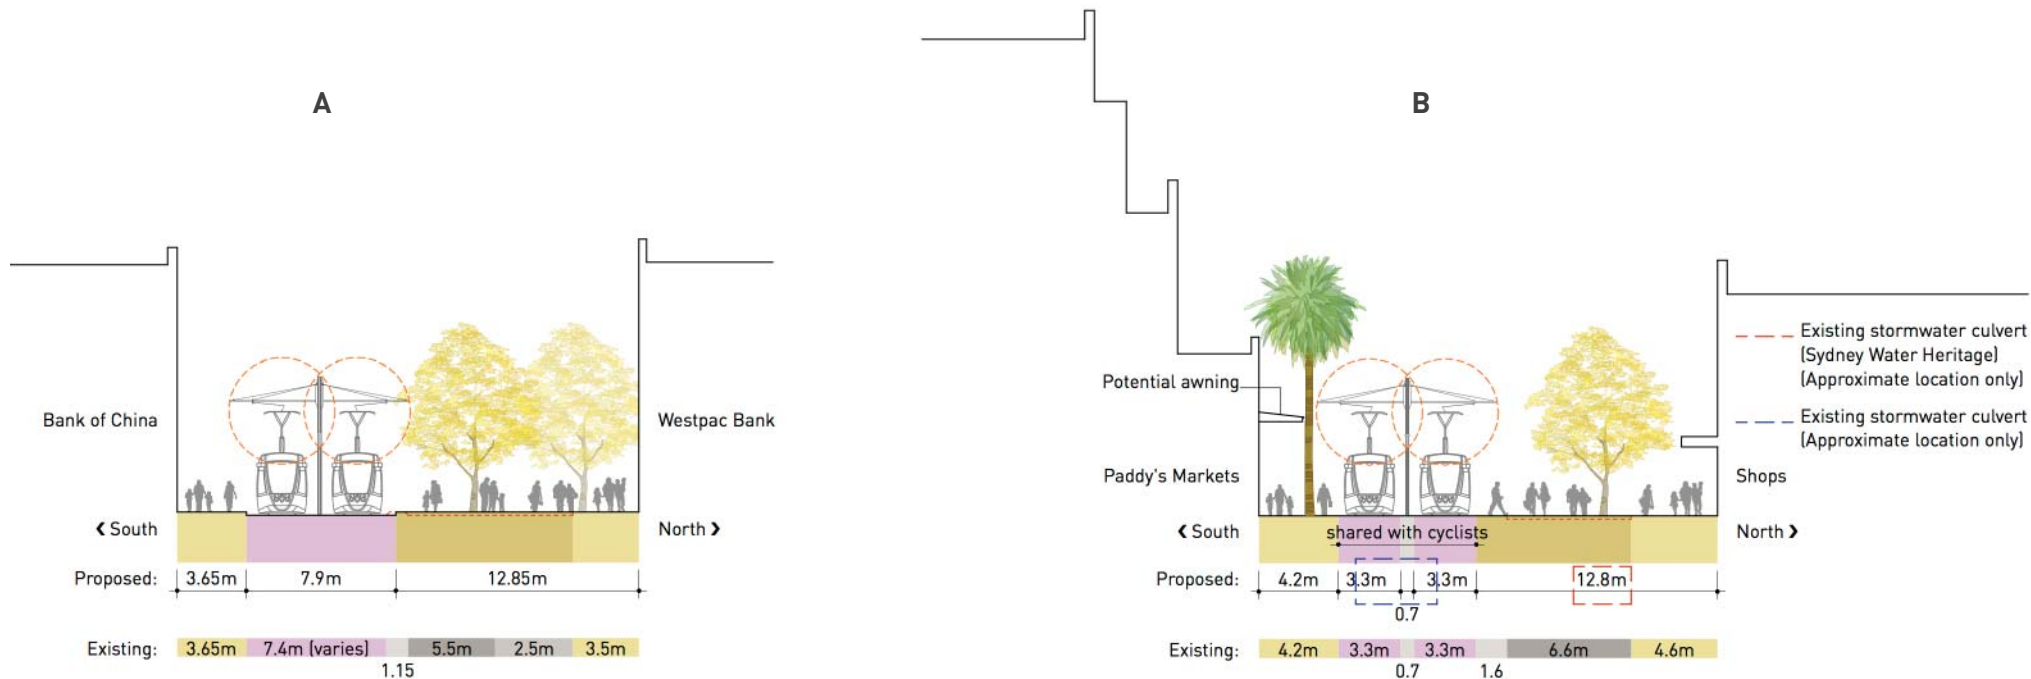 A
Bank of China
Westpac Bank
❮ South
North ❯
Proposed: 3.65m 7.9m 12.85m
Existing: 3.65m 7.4m (varies) 5.5m 2.5m 3.5m
1.15
B
Potential awning
Paddy's Markets
Shops
❮ South
shared with cyclists
North ❯
Proposed: 4.2m 3.3m 3.3m 12.8m
0.7
Existing: 4.2m 3.3m 3.3m 6.6m 4.6m
0.7 1.6
Existing stormwater culvert
(Sydney Water Heritage)
(Approximate location only)
Existing stormwater culvert
(Approximate location only)